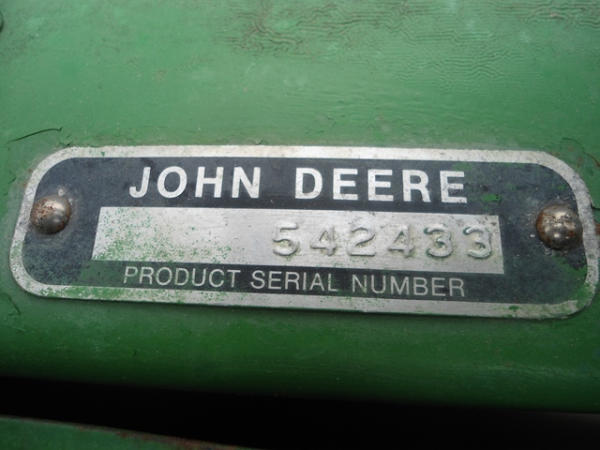 JOHN DEERE
542433
PRODUCT SERIAL NUMBER